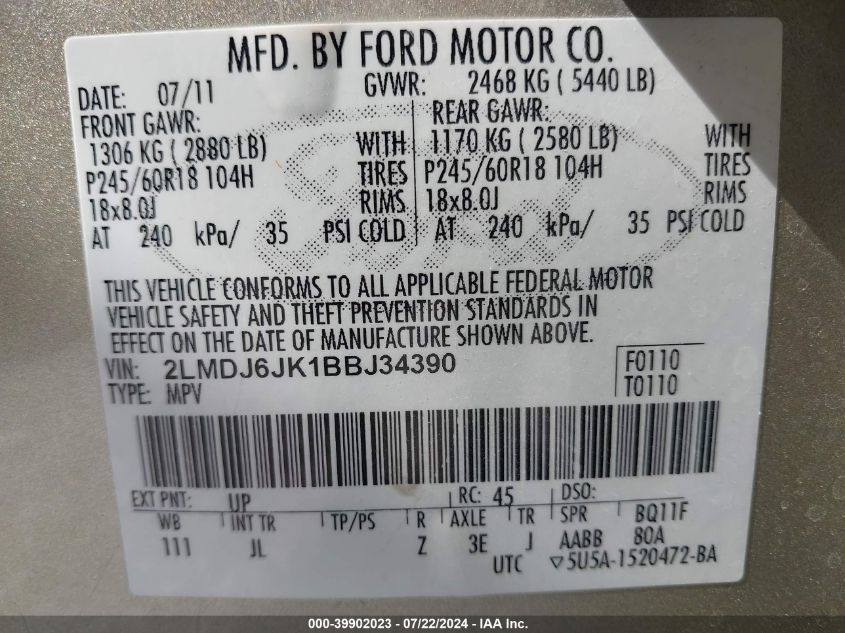 MFD. BY FORD MOTOR CO.
DATE: 07/11 GVWR: 2468 KG ( 5440 LB)
FRONT GAWR: REAR GAWR:
1306 KG ( 2880 LB) WITH 1170 KG ( 2580 LB) WITH
P245/60R18 104H TIRES P245/60R18 104H TIRES
18x8.0J RIMS 18x8.0J RIMS
AT 240 kPa/ 35 PSI COLD AT 240 kPa/ 35 PSI COLD
THIS VEHICLE CONFORMS TO ALL APPLICABLE FEDERAL MOTOR
VEHICLE SAFETY AND THEFT PREVENTION STANDARDS IN
EFFECT ON THE DATE OF MANUFACTURE SHOWN ABOVE.
VIN: 2LMDJ6JK1BBJ34390 F0110
TYPE: MPV T0110
EXT PNT: UP RC: 45 DSO:
WB INT TR TP/PS R AXLE TR SPR BQ11F
111 JL Z 3E J AABB 80A
UTC ▽5U5A-1520472-BA
000-39902023 - 07/22/2024 - IAA Inc.